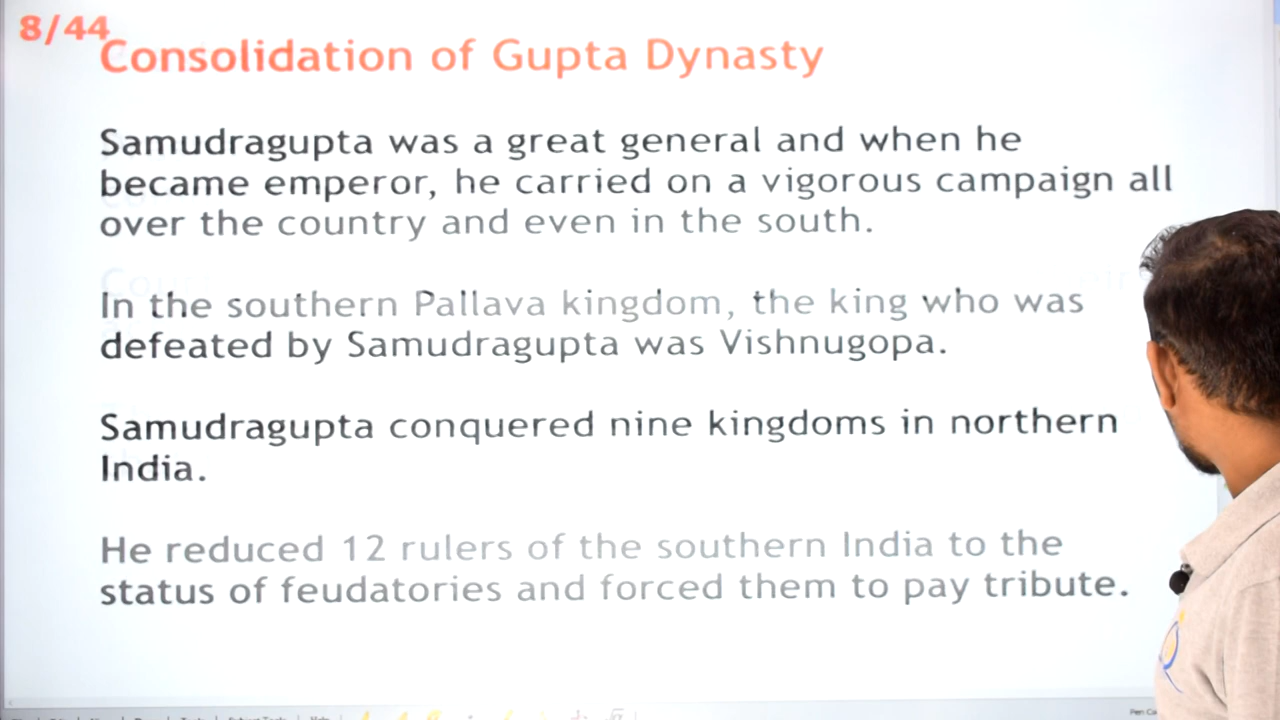 8/44
Consolidation of Gupta Dynasty
Samudragupta was a great general and when he
became emperor, he carried on a vigorous campaign all
over the country and even in the south.
In the southern Pallava kingdom, the king who was
defeated by Samudragupta was Vishnugopa.
Samudragupta conquered nine kingdoms in northern
India.
He reduced 12 rulers of the southern India to the
status of feudatories and forced them to pay tribute.